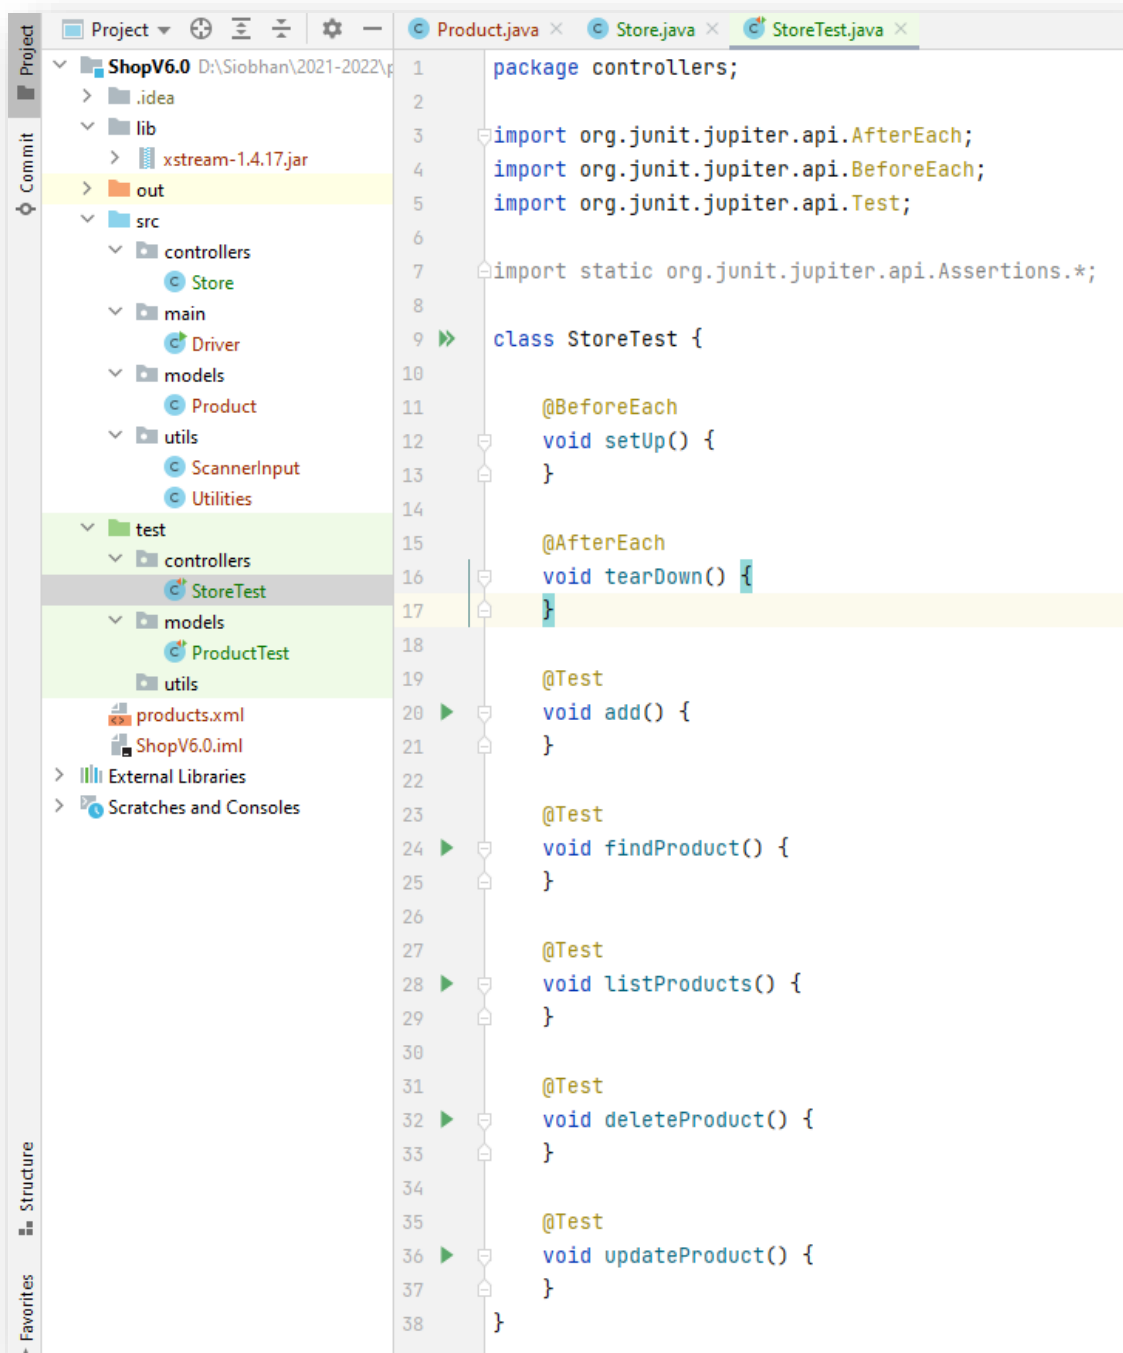 Project
Commit
Structure
Favorites
Project
ShopV6.0 D:\Siobhan\2021-2022\p
.idea
lib
xstream-1.4.17.jar
out
src
controllers
Store
main
Driver
models
Product
utils
ScannerInput
Utilities
test
controllers
StoreTest
models
ProductTest
utils
products.xml
ShopV6.0.iml
External Libraries
Scratches and Consoles
Product.java Store.java StoreTest.java
1 package controllers;
2
3 import org.junit.jupiter.api.AfterEach;
4 import org.junit.jupiter.api.BeforeEach;
5 import org.junit.jupiter.api.Test;
6
7 import static org.junit.jupiter.api.Assertions.*;
8
9 class StoreTest {
10
11 @BeforeEach
12 void setUp() {
13 }
14
15 @AfterEach
16 void tearDown() {
17 }
18
19 @Test
20 void add() {
21 }
22
23 @Test
24 void findProduct() {
25 }
26
27 @Test
28 void listProducts() {
29 }
30
31 @Test
32 void deleteProduct() {
33 }
34
35 @Test
36 void updateProduct() {
37 }
38 }